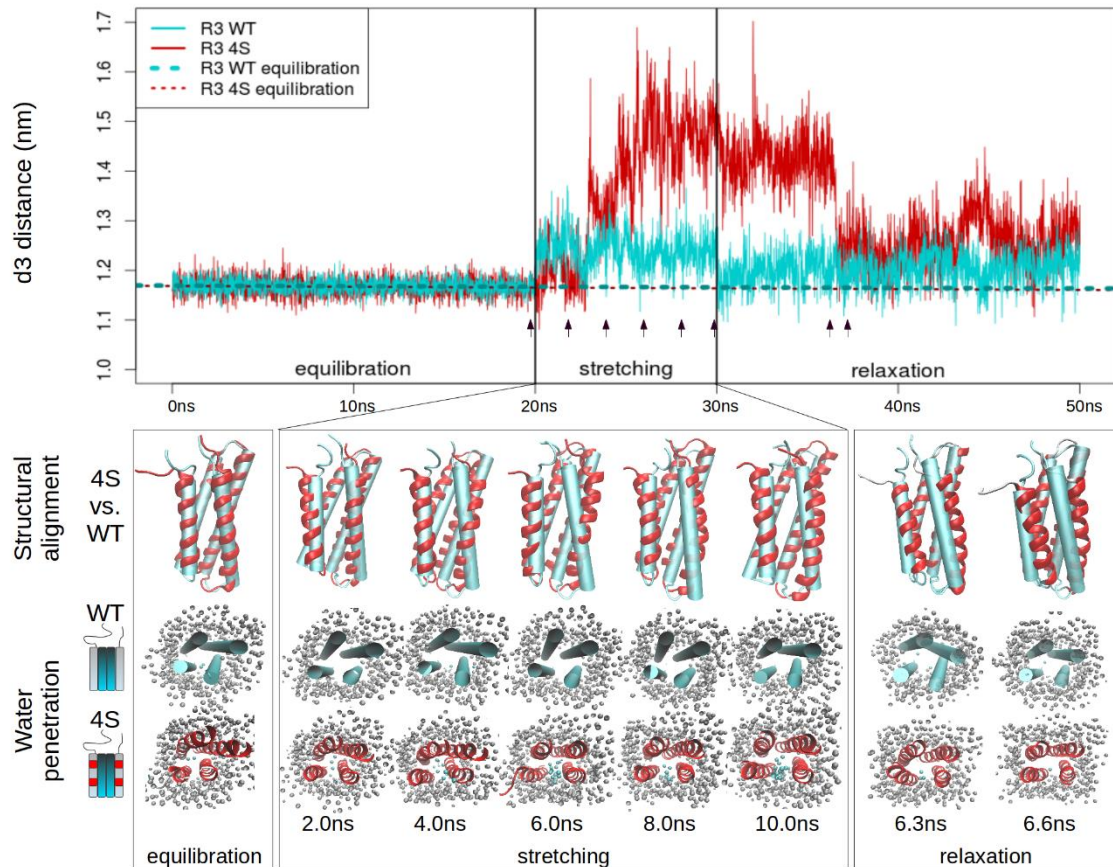 R3 WT
R3 4S
R3 WT equilibration
R3 4S equilibration
d3 distance (nm)
1.7
1.6
1.5
1.4
1.3
1.2
1.1
1.0
equilibration
stretching
relaxation
0ns
10ns
20ns
30ns
40ns
50ns
Structural
alignment
4S
vs.
WT
Water
penetration
WT
4S
2.0ns
4.0ns
6.0ns
8.0ns
10.0ns
6.3ns
6.6ns
equilibration
stretching
relaxation